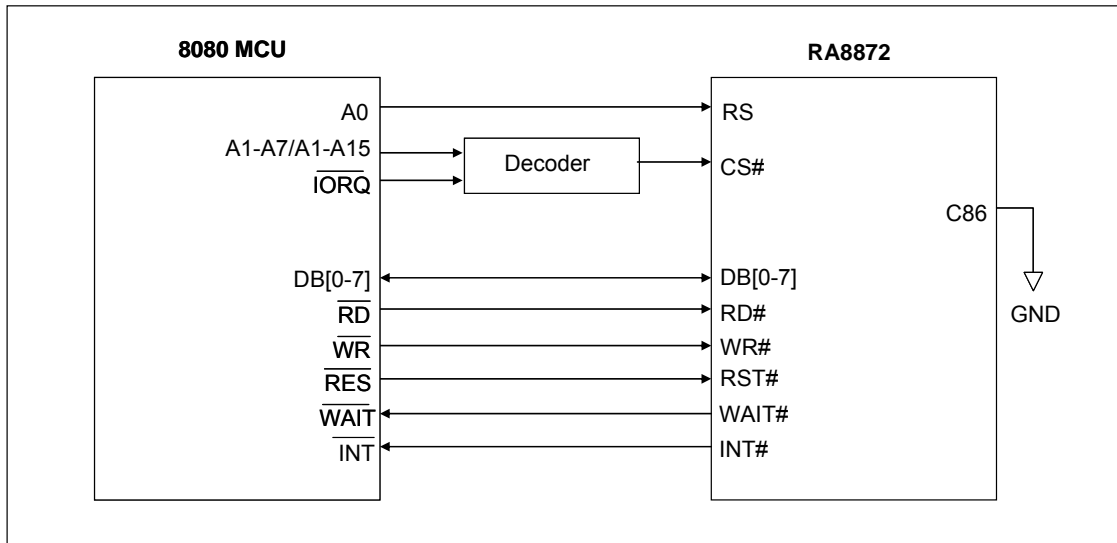 8080 MCU
RA8872
A0
RS
A1-A7/A1-A15
Decoder
CS#
IORQ
C86
DB[0-7]
DB[0-7]
RD
RD#
GND
WR
WR#
RES
RST#
WAIT
WAIT#
INT
INT#